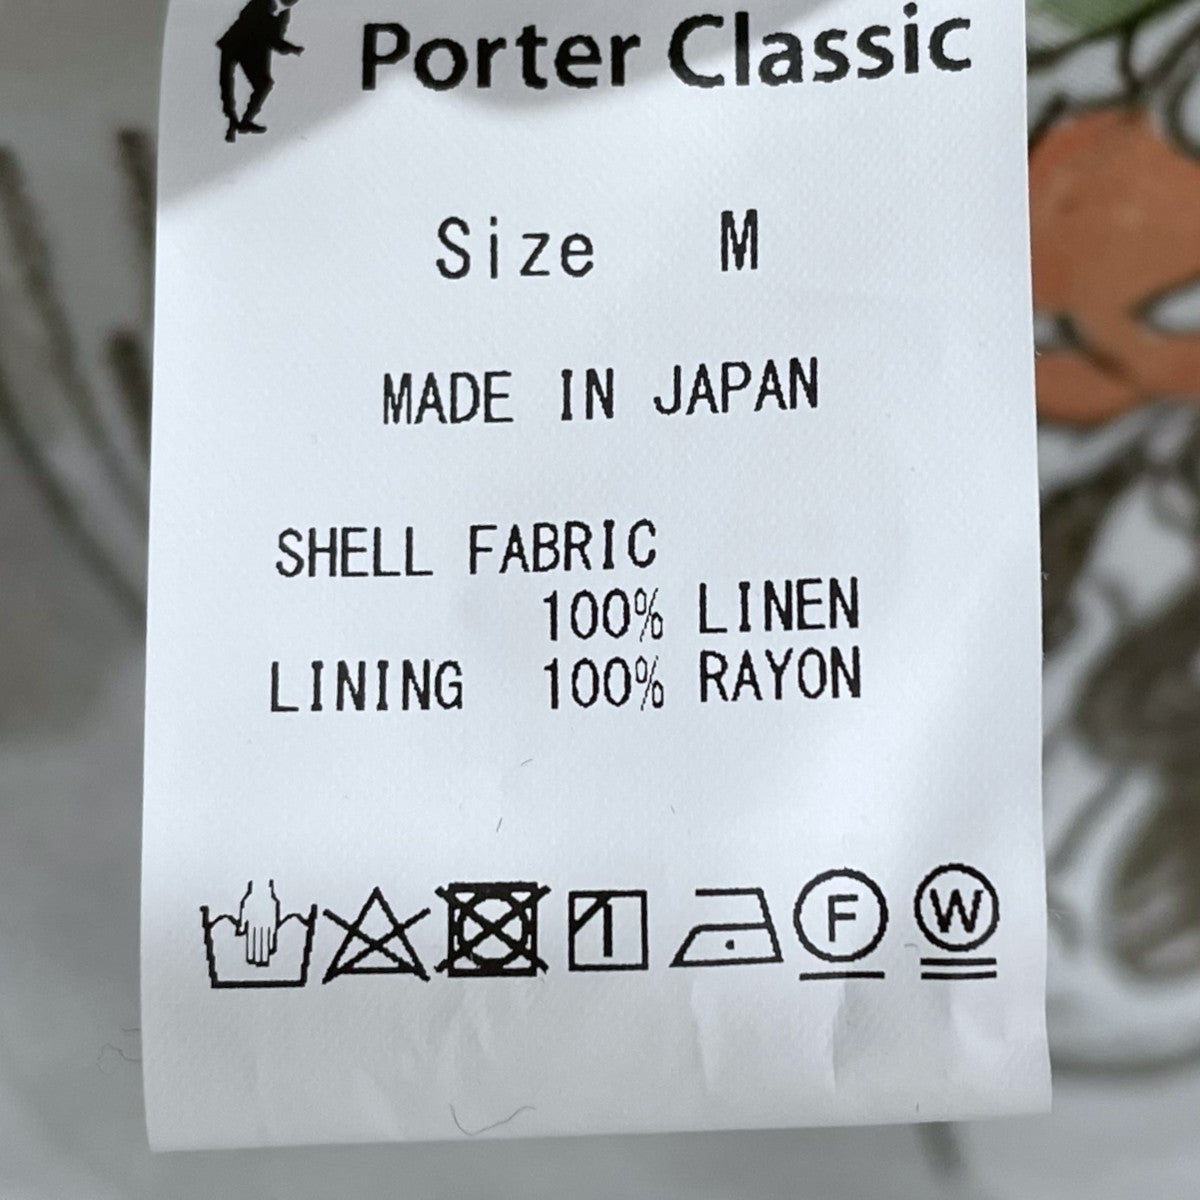 Porter Classic
Size M
MADE IN JAPAN
SHELL FABRIC
100% LINEN
LINING 100% RAYON
F W